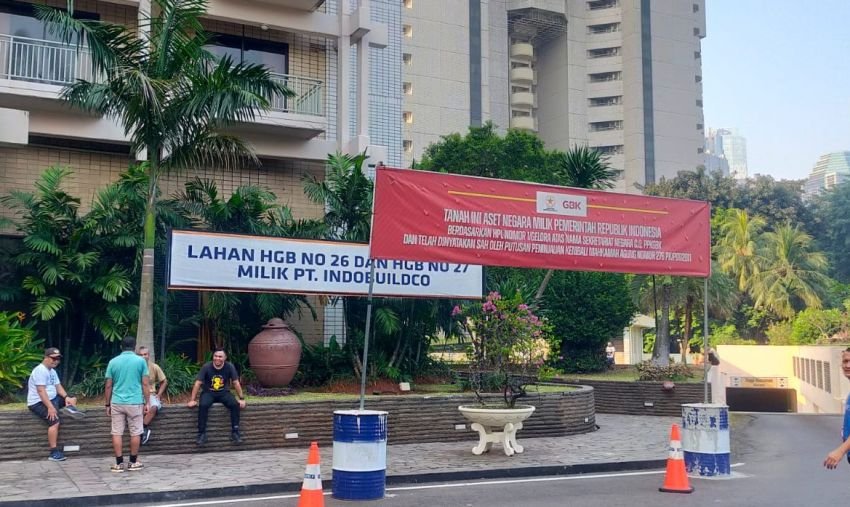 GBK
TANAH INI ASET NEGARA MILIK PEMERINTAH REPUBLIK INDONESIA
BERDASARKAN HPL NOMOR 1/GELORA ATAS NAMA SEKRETARIAT NEGARA C.Q. PPKGBK
DAN TELAH DINYATAKAN SAH OLEH PUTUSAN PENINJAUAN KEMBALI MAHKAMAH AGUNG NOMOR 276 PK/PDT/2011
LAHAN HGB NO 26 DAN HGB NO 27
MILIK PT. INDOBUILDCO